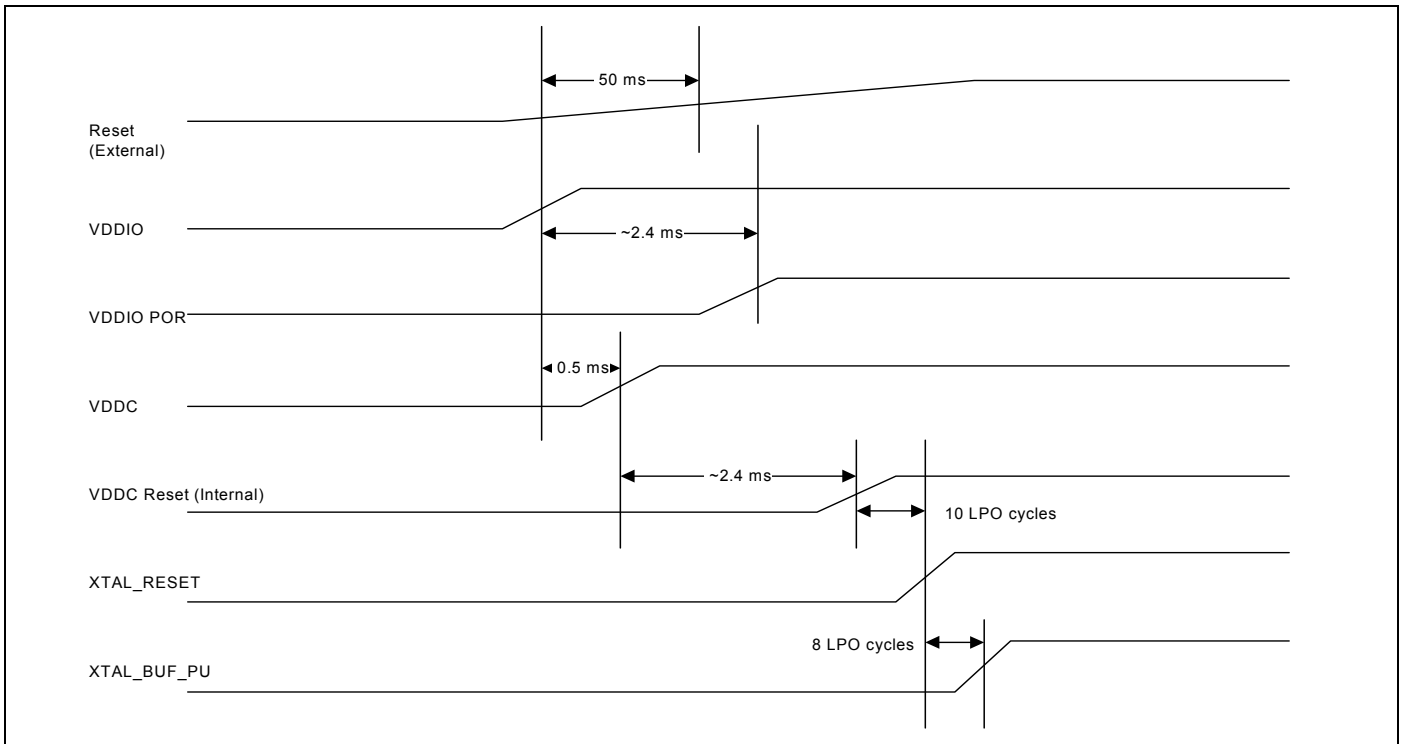 50 ms
Reset
(External)
VDDIO
~2.4 ms
VDDIO POR
0.5 ms
VDDC
~2.4 ms
VDDC Reset (Internal)
10 LPO cycles
XTAL_RESET
8 LPO cycles
XTAL_BUF_PU